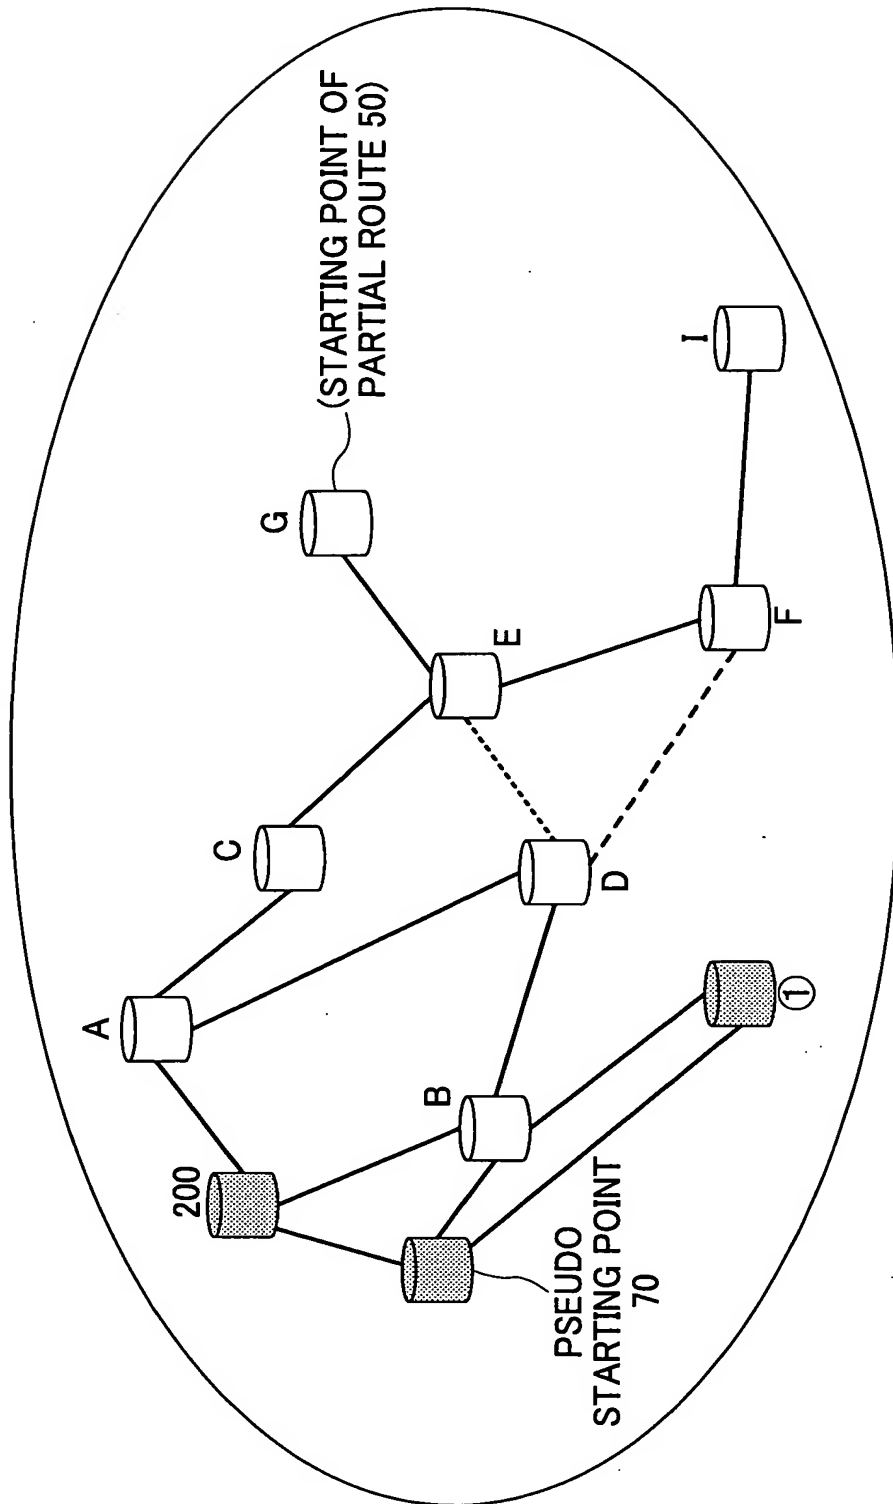 200
A
C
G
(STARTING POINT OF
PARTIAL ROUTE 50)
B
E
D
I
PSEUDO
STARTING POINT
70
①
F